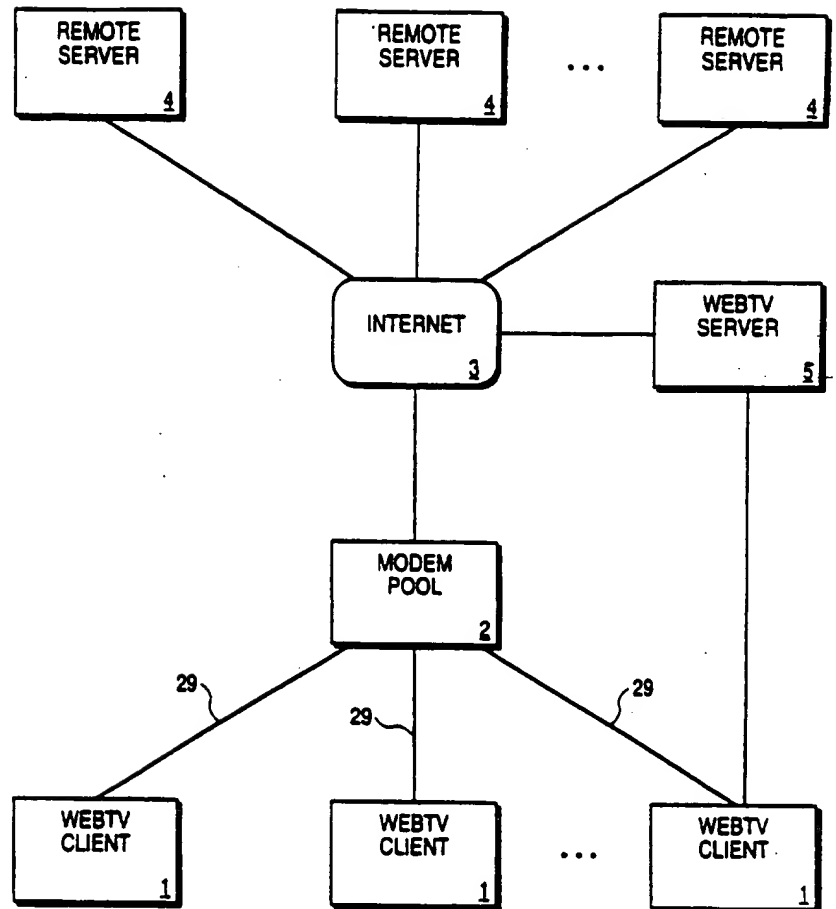 REMOTE
SERVER
4
REMOTE
SERVER
4
...
REMOTE
SERVER
4
INTERNET
3
WEBTV
SERVER
5
MODEM
POOL
2
29
29
29
WEBTV
CLIENT
1
WEBTV
CLIENT
1
...
WEBTV
CLIENT
1